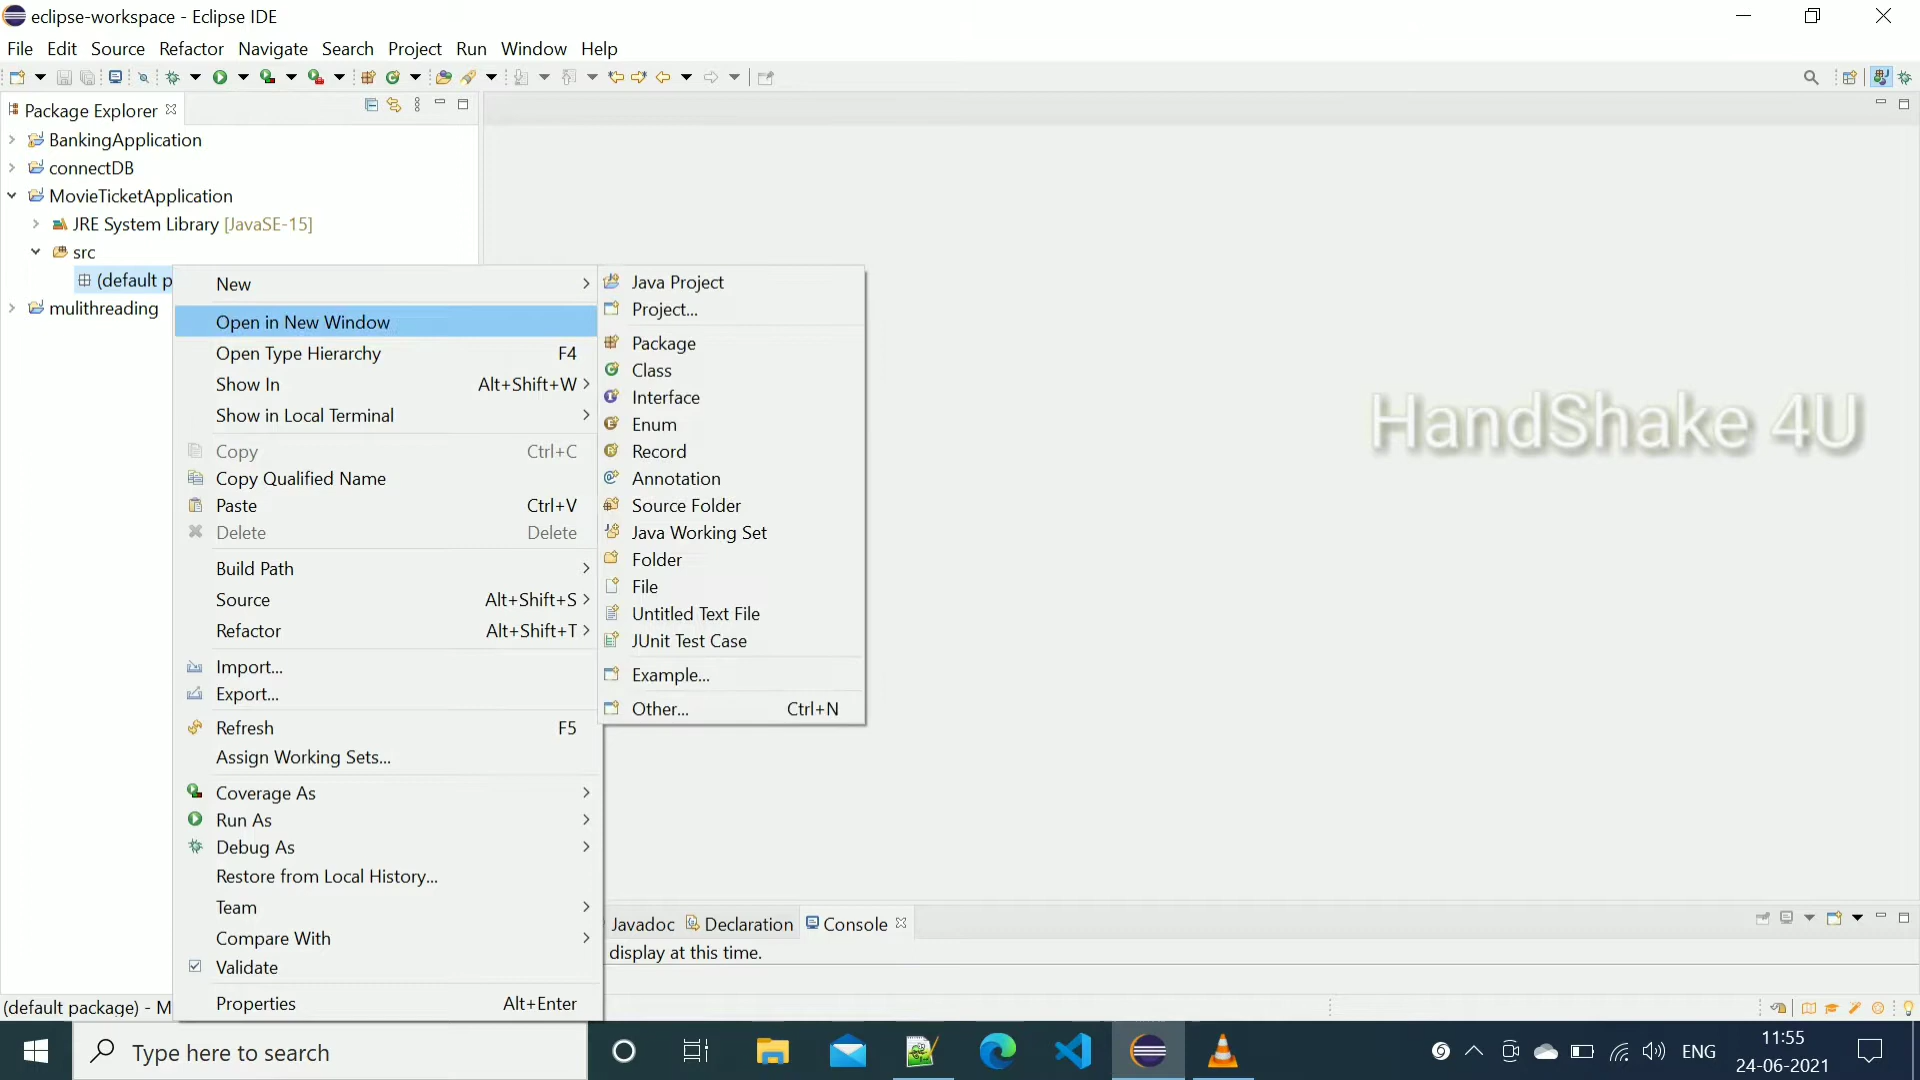 eclipse-workspace - Eclipse IDE
File Edit Source Refactor Navigate Search Project Run Window Help
Package Explorer
BankingApplication
connectDB
MovieTicketApplication
JRE System Library [JavaSE-15]
src
(default p
mulithreading
New
Open in New Window
Open Type Hierarchy F4
Show In Alt+Shift+W
Show in Local Terminal
Copy Ctrl+C
Copy Qualified Name
Paste Ctrl+V
Delete Delete
Build Path
Source Alt+Shift+S
Refactor Alt+Shift+T
Import...
Export...
Refresh F5
Assign Working Sets...
Coverage As
Run As
Debug As
Restore from Local History...
Team
Compare With
Validate
Properties Alt+Enter
Java Project
Project...
Package
Class
Interface
Enum
Record
Annotation
Source Folder
Java Working Set
Folder
File
Untitled Text File
JUnit Test Case
Example...
Other... Ctrl+N
HandShake 4U
Javadoc Declaration Console
display at this time.
(default package) - M
Type here to search
ENG
11:55
24-06-2021